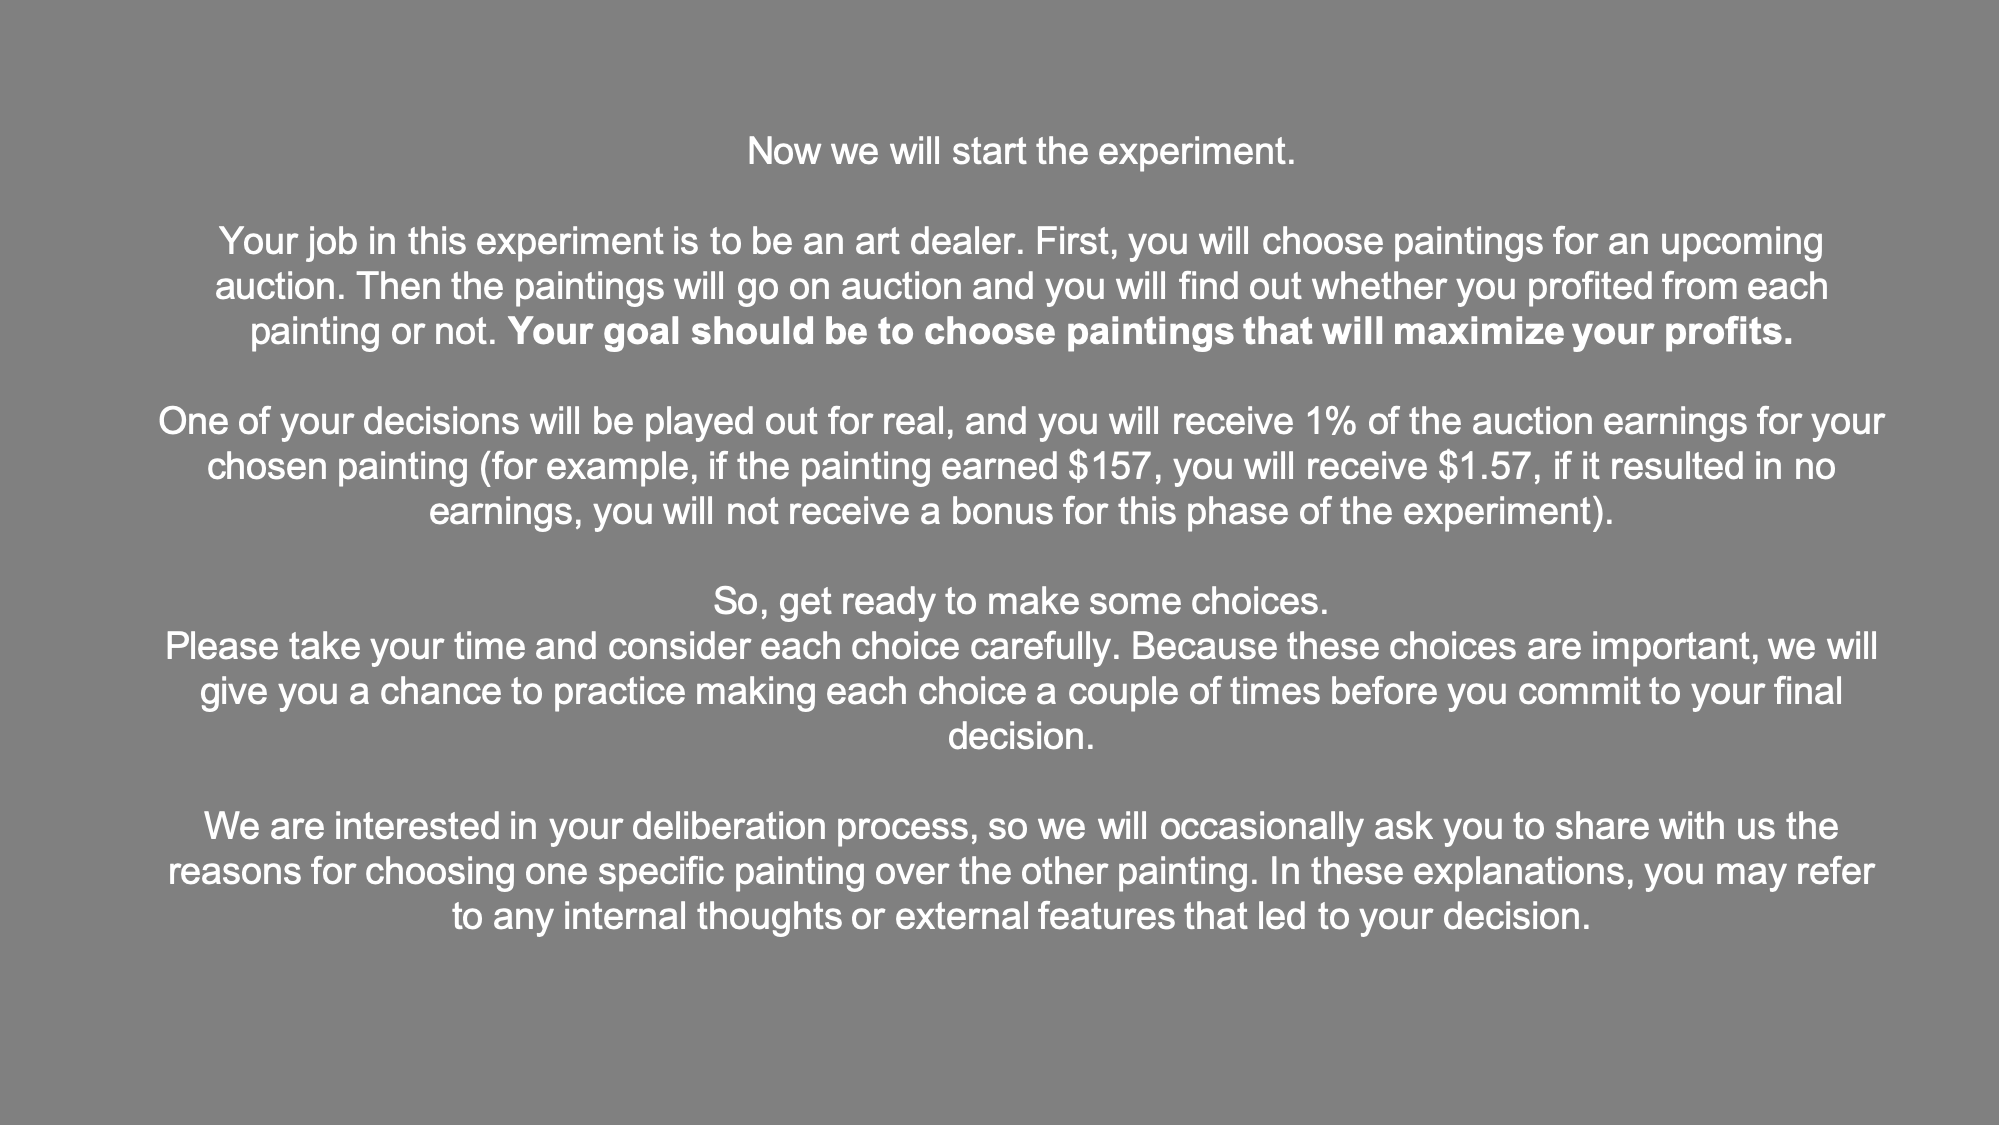 Now we will start the experiment.
Your job in this experiment is to be an art dealer. First, you will choose paintings for an upcoming
auction. Then the paintings will go on auction and you will find out whether you profited from each
painting or not. Your goal should be to choose paintings that will maximize your profits.
One of your decisions will be played out for real, and you will receive 1% of the auction earnings for your
chosen painting (for example, if the painting earned $157, you will receive $1.57, if it resulted in no
earnings, you will not receive a bonus for this phase of the experiment).
So, get ready to make some choices.
Please take your time and consider each choice carefully. Because these choices are important, we will
give you a chance to practice making each choice a couple of times before you commit to your final
decision.
We are interested in your deliberation process, so we will occasionally ask you to share with us the
reasons for choosing one specific painting over the other painting. In these explanations, you may refer
to any internal thoughts or external features that led to your decision.